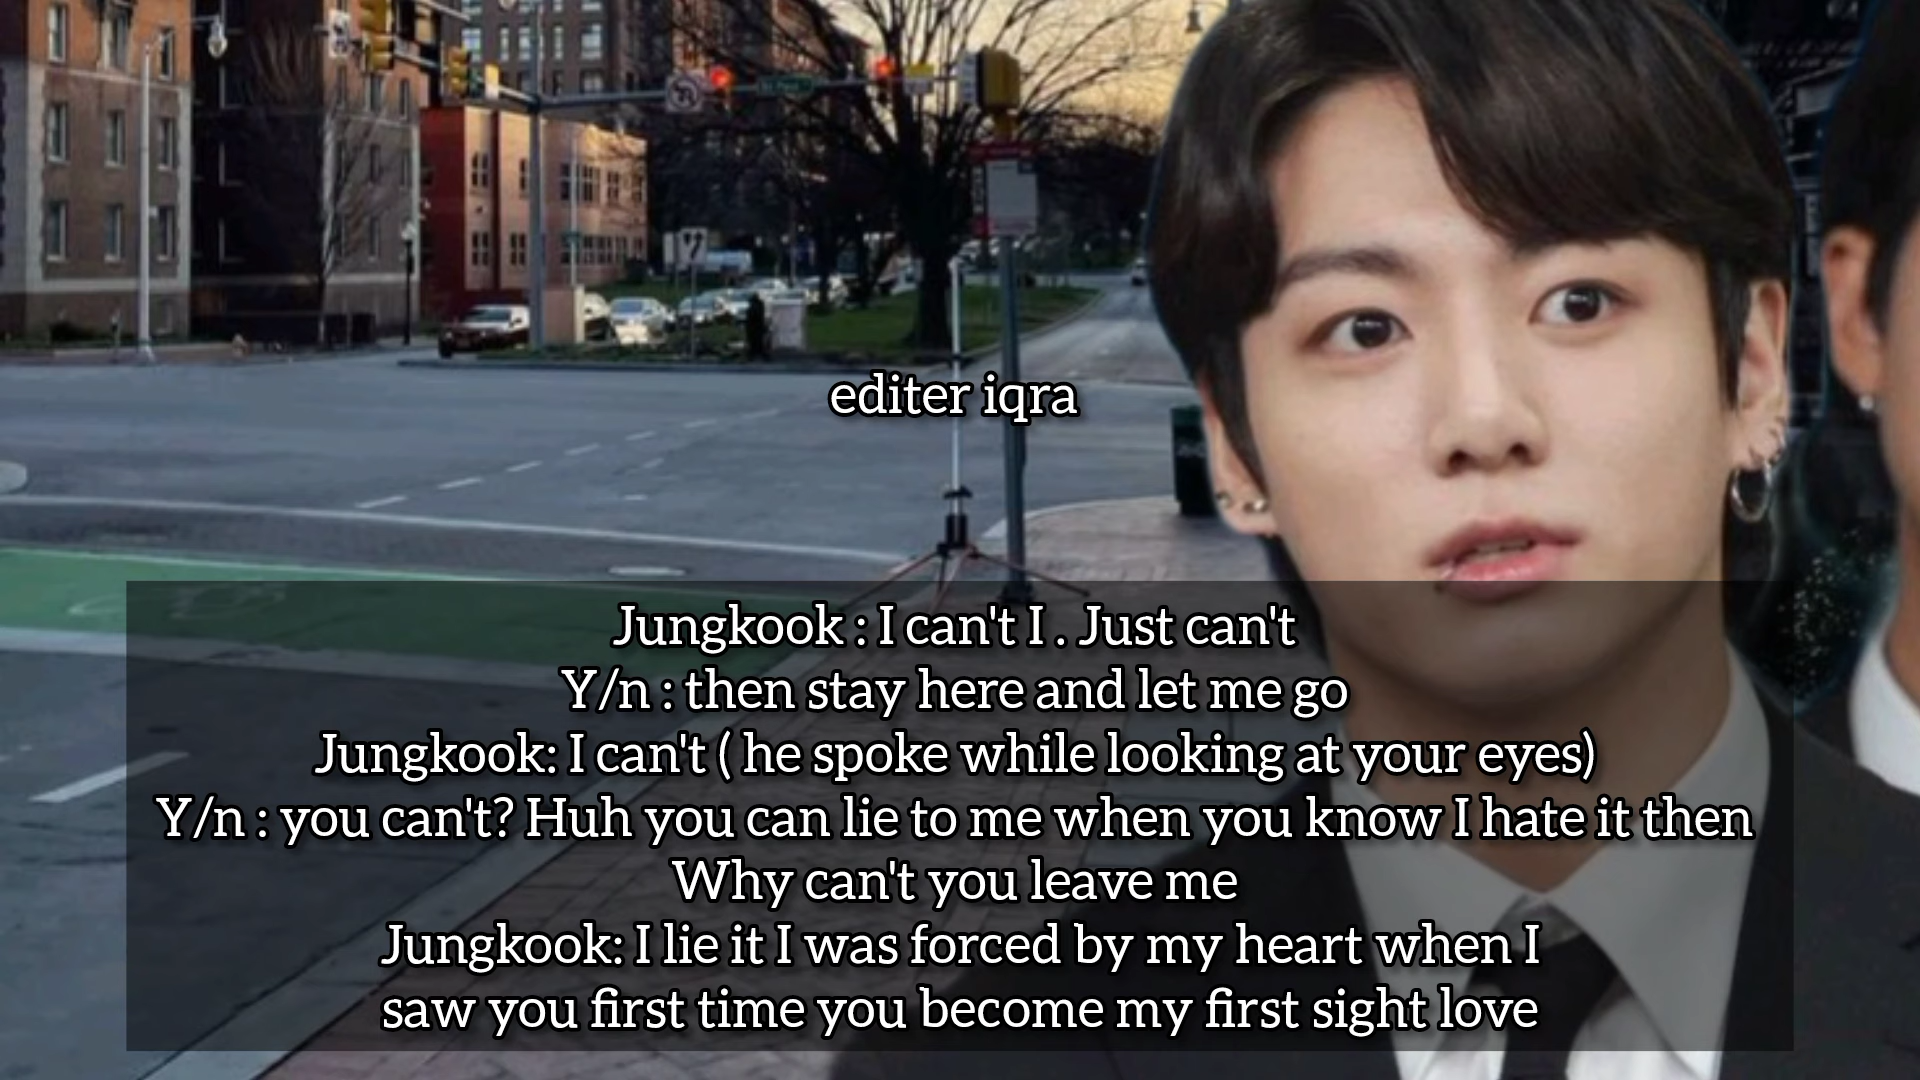 editer iqra
Jungkook : I can't I . Just can't
Y/n : then stay here and let me go
Jungkook: I can't ( he spoke while looking at your eyes)
Y/n : you can't? Huh you can lie to me when you know I hate it then
Why can't you leave me
Jungkook: I lie it I was forced by my heart when I
saw you first time you become my first sight love